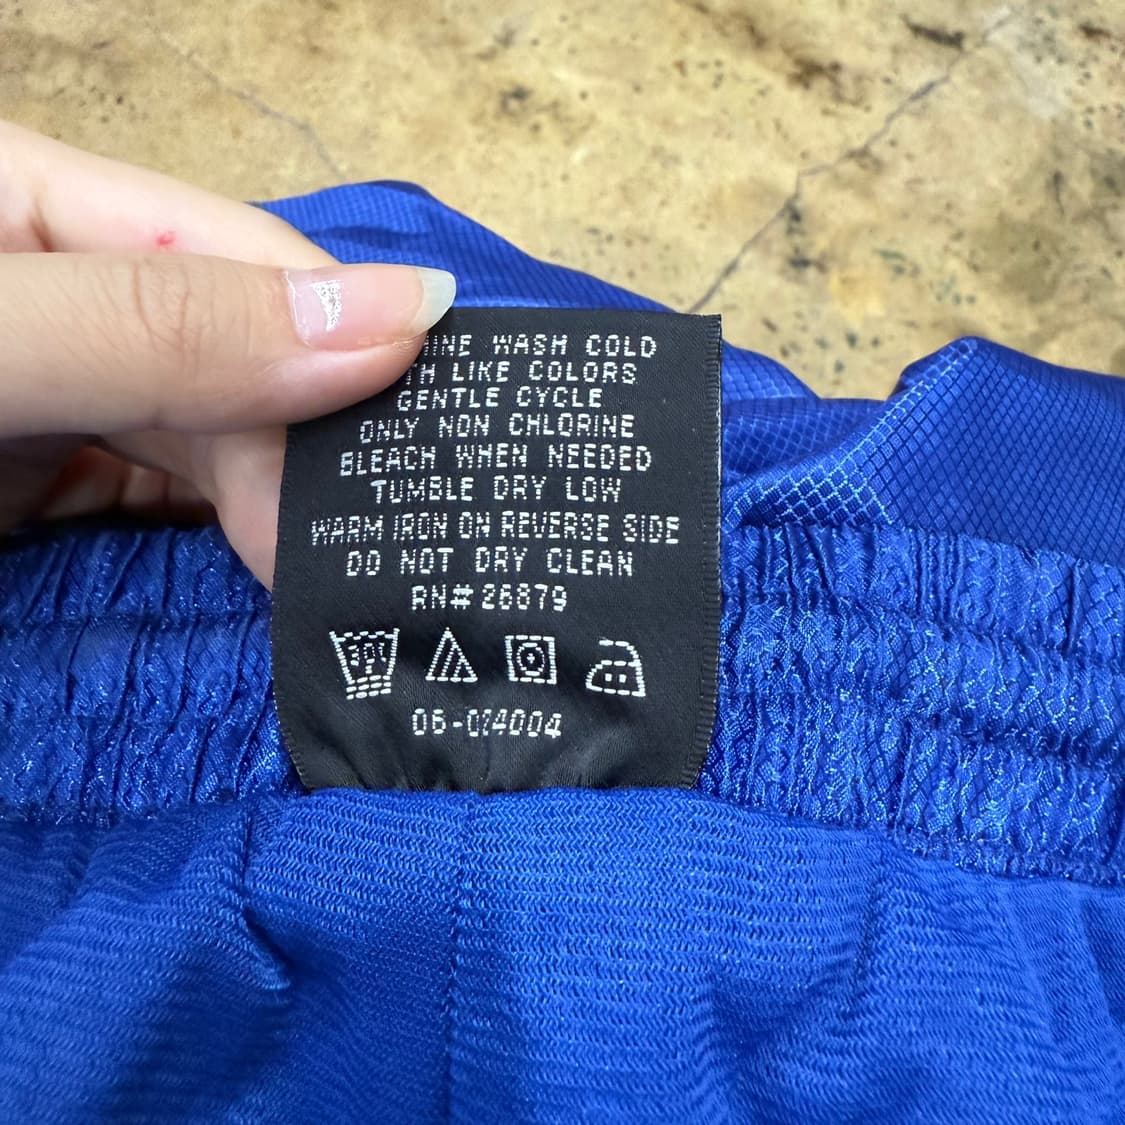 HINE WASH COLD
TH LIKE COLORS
GENTLE CYCLE
ONLY NON CHLORINE
BLEACH WHEN NEEDED
TUMBLE DRY LOW
WARM IRON ON REVERSE SIDE
DO NOT DRY CLEAN
RN# 26879
06-024004